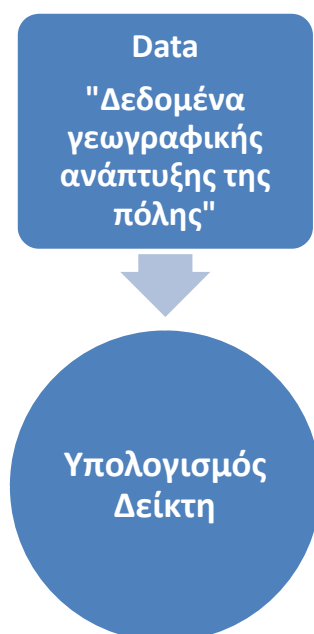 Data
"Δεδομένα
γεωγραφικής
ανάπτυξης της
πόλης"
Υπολογισμός
Δείκτη